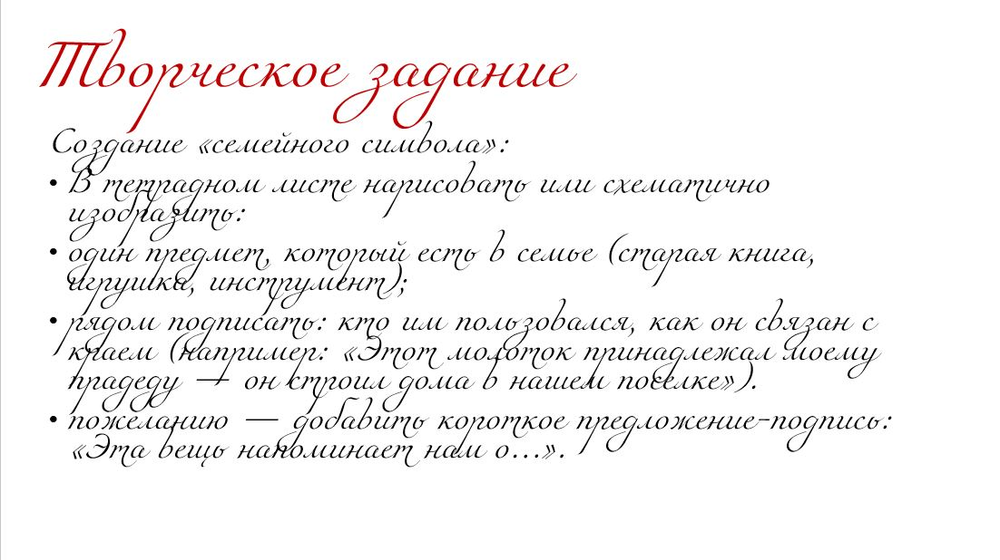 Творческое задание
Создание «семейного символа»:
• В тетрадном листе нарисовать или схематично
изобразить:
• один предмет, который есть в семье (старая книга,
игрушка, инструмент);
• рядом подписать: кто им пользовался, как он связан с
краем (например: «Этот молоток принадлежал моему
прадеду — он строил дома в нашем поселке»).
• пожеланию — добавить короткое предложение-подпись:
«Эта вещь напоминает нам о...».